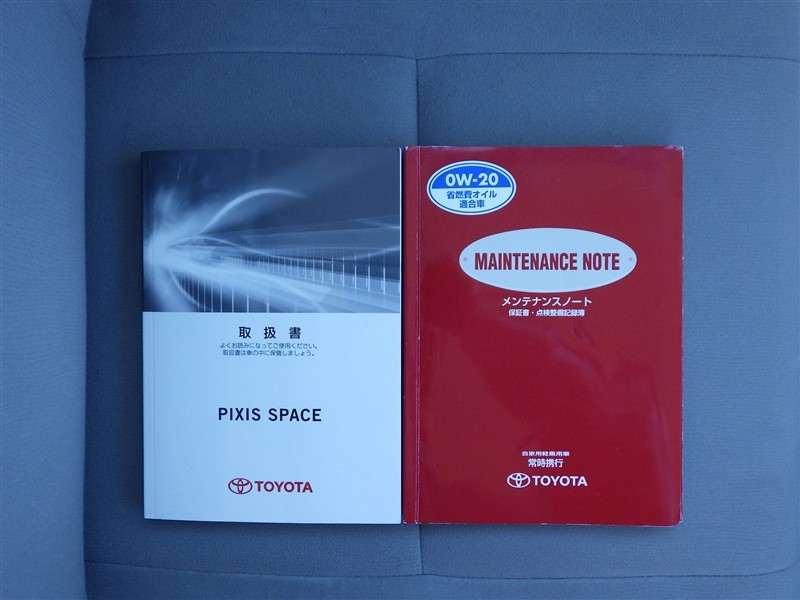 取扱書
よくお読みになってご使用ください。
取扱書は車の中に保管しましょう。
PIXIS SPACE
TOYOTA
0W-20
省燃費オイル
適合車
MAINTENANCE NOTE
メンテナンスノート
保証書・点検整備記録簿
自家用軽乗用車
常時携行
TOYOTA